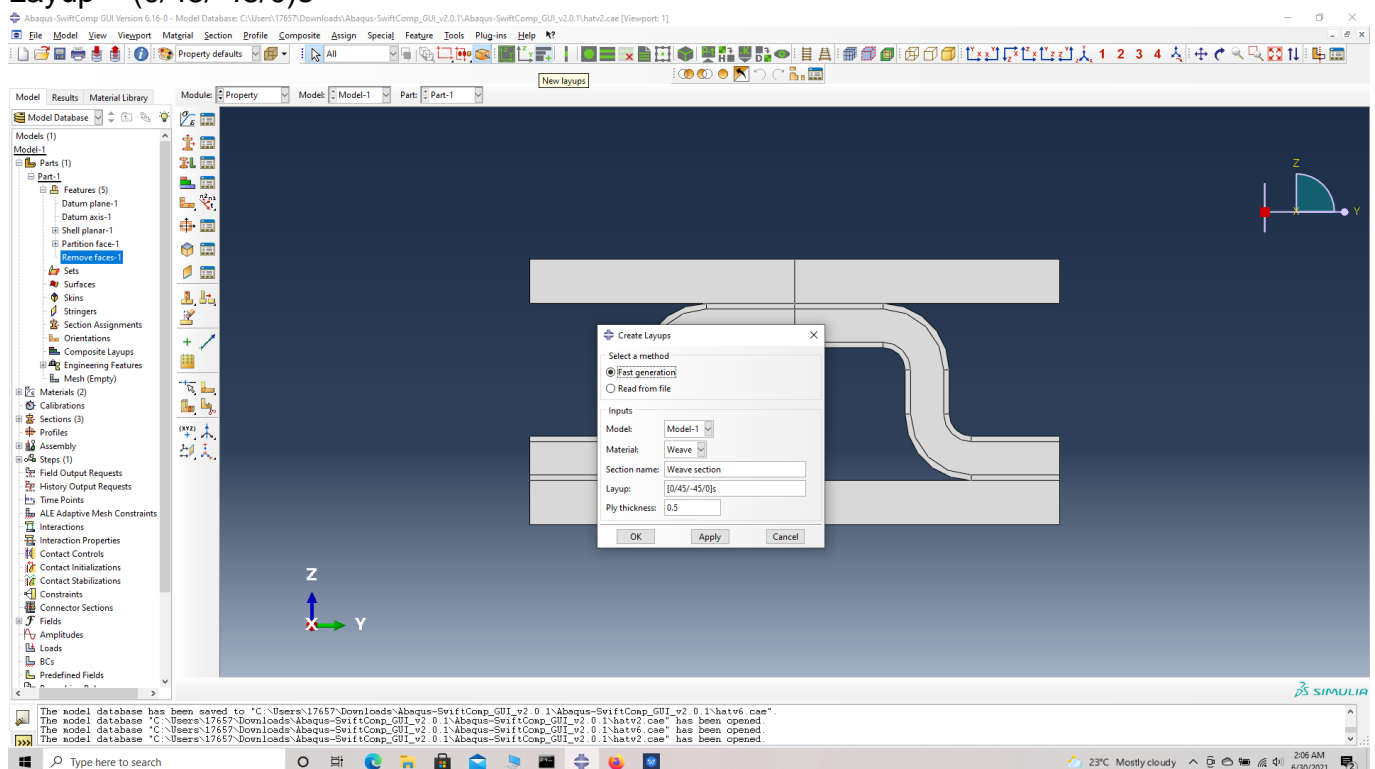 Layup = (0/45/-45/0)s
Abaqus-SwiftComp GUI Version 6.16-0 - Model Database: C:\Users\17657\Downloads\Abaqus-SwiftComp_GUI_v2.0.1\Abaqus-SwiftComp_GUI_v2.0.1\hatv2.cae [Viewport: 1]
File Model View Viewport Material Section Profile Composite Assign Special Feature Tools Plug-ins Help
Property defaults All 1 2 3 4
New layups
Model Results Material Library Module: Property Model: Model-1 Part: Part-1
Model Database
Models (1)
Model-1
Parts (1)
Part-1
Features (5)
Datum plane-1
Datum axis-1
Shell planar-1
Partition face-1
Remove faces-1
Sets
Surfaces
Skins
Stringers
Section Assignments
Orientations
Composite Layups
Engineering Features
Mesh (Empty)
Materials (2)
Calibrations
Sections (3)
Profiles
Assembly
Steps (1)
Field Output Requests
History Output Requests
Time Points
ALE Adaptive Mesh Constraints
Interactions
Interaction Properties
Contact Controls
Contact Initializations
Contact Stabilizations
Constraints
Connector Sections
Fields
Amplitudes
Loads
BCs
Predefined Fields
Z
X Y
Create Layups
Select a method
Fast generation
Read from file
Inputs
Model: Model-1
Material: Weave
Section name: Weave section
Layup: [0/45/-45/0]s
Ply thickness: 0.5
OK Apply Cancel
Z
X Y
SIMULIA
The model database has been saved to "C:\Users\17657\Downloads\Abaqus-SwiftComp_GUI_v2.0.1\Abaqus-SwiftComp_GUI_v2.0.1\hatv6.cae".
The model database "C:\Users\17657\Downloads\Abaqus-SwiftComp_GUI_v2.0.1\Abaqus-SwiftComp_GUI_v2.0.1\hatv2.cae" has been opened.
The model database "C:\Users\17657\Downloads\Abaqus-SwiftComp_GUI_v2.0.1\Abaqus-SwiftComp_GUI_v2.0.1\hatv6.cae" has been opened.
The model database "C:\Users\17657\Downloads\Abaqus-SwiftComp_GUI_v2.0.1\Abaqus-SwiftComp_GUI_v2.0.1\hatv2.cae" has been opened.
Type here to search
23°C Mostly cloudy
2:06 AM
6/30/2021